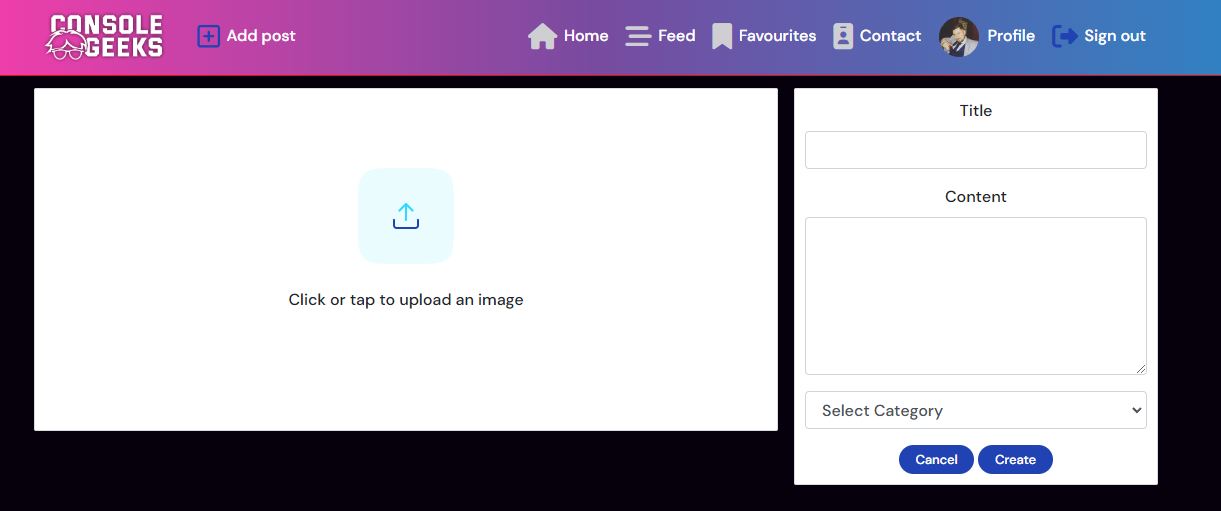 CONSOLE
GEEKS
Add post
Home
Feed
Favourites
Contact
Profile
Sign out
Click or tap to upload an image
Title
Content
Select Category
Cancel
Create